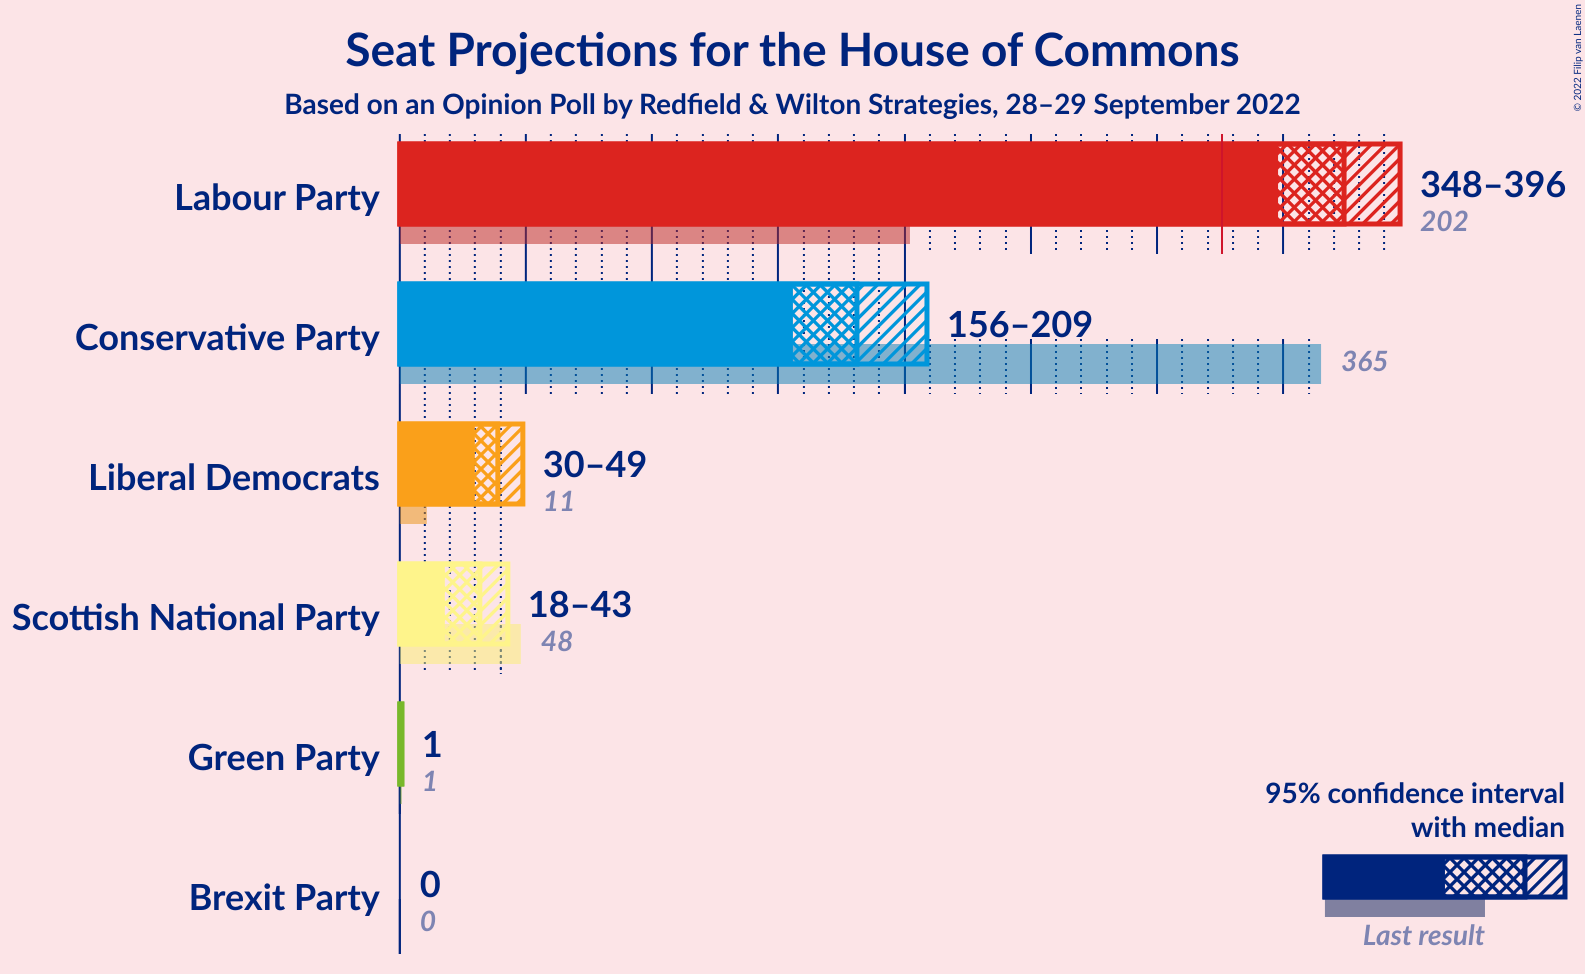 Seat Projections for the House of Commons
Based on an Opinion Poll by Redfield & Wilton Strategies, 28–29 September 2022
© 2022 Filip van Laenen
Labour Party
348–396
202
Conservative Party
156–209
365
Liberal Democrats
30–49
11
Scottish National Party
18–43
48
Green Party
1
1
Brexit Party
0
0
95% confidence interval
with median
Last result